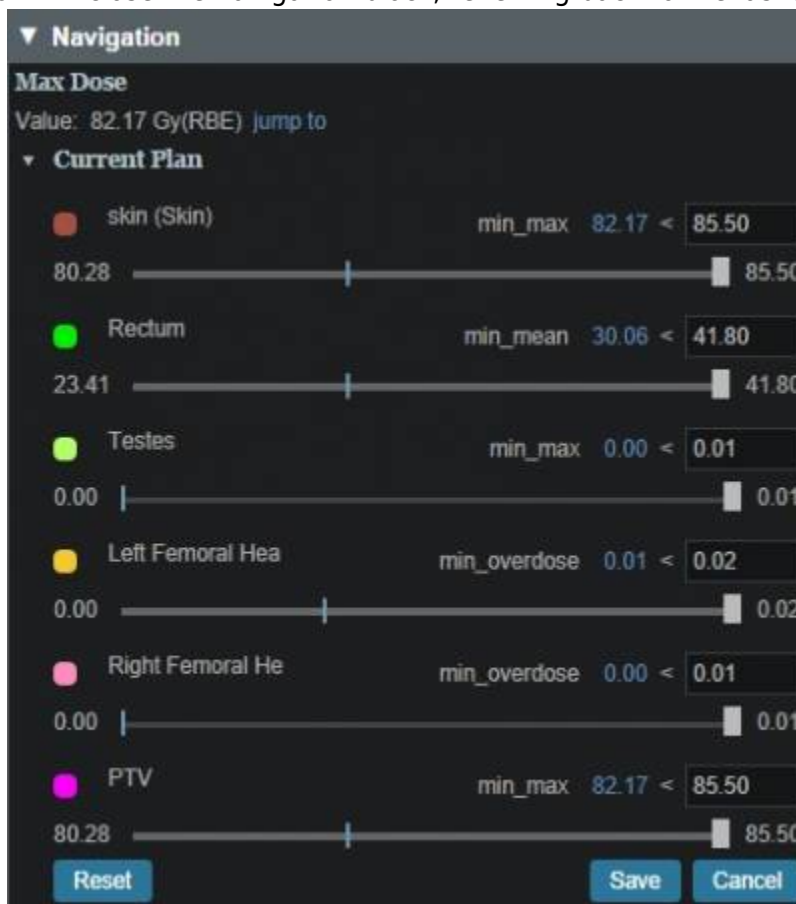 ▼ Navigation
Max Dose
Value: 82.17 Gy(RBE) jump to
▾ Current Plan
skin (Skin) min_max 82.17 < 85.50
80.28 85.50
Rectum min_mean 30.06 < 41.80
23.41 41.80
Testes min_max 0.00 < 0.01
0.00 0.01
Left Femoral Hea min_overdose 0.01 < 0.02
0.00 0.02
Right Femoral He min_overdose 0.00 < 0.01
0.00 0.01
PTV min_max 82.17 < 85.50
80.28 85.50
Reset Save Cancel